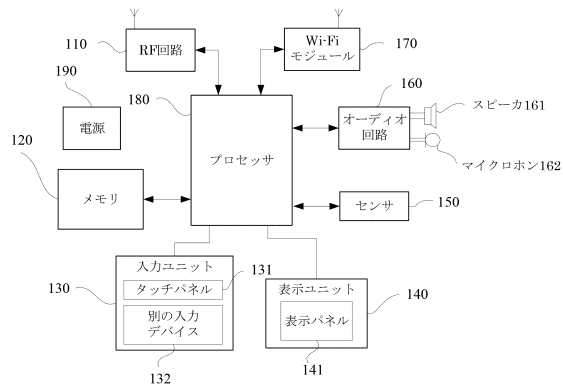 110
RF回路
Wi-Fi
モジュール
170
190
電源
180
プロセッサ
160
オーディオ
回路
スピーカ161
マイクロホン162
120
メモリ
センサ
150
入力ユニット
130
タッチパネル
131
別の入力
デバイス
132
表示ユニット
140
表示パネル
141